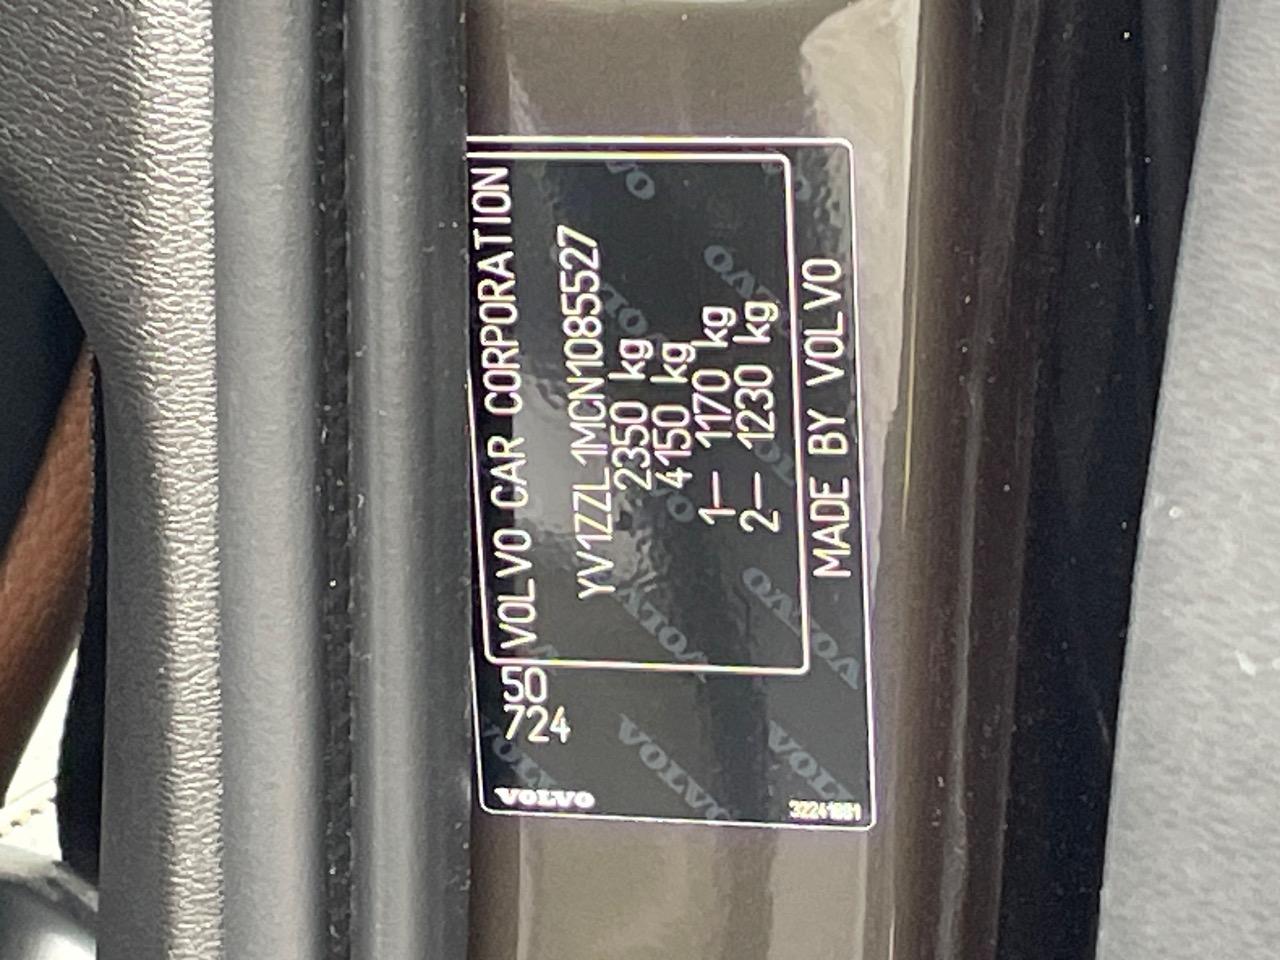 VOLVO CAR CORPORATION
YV1ZZL1MCN1085527
2350 kg
4150 kg
1– 1170 kg
2– 1230 kg
MADE BY VOLVO
50
724
VOLVO